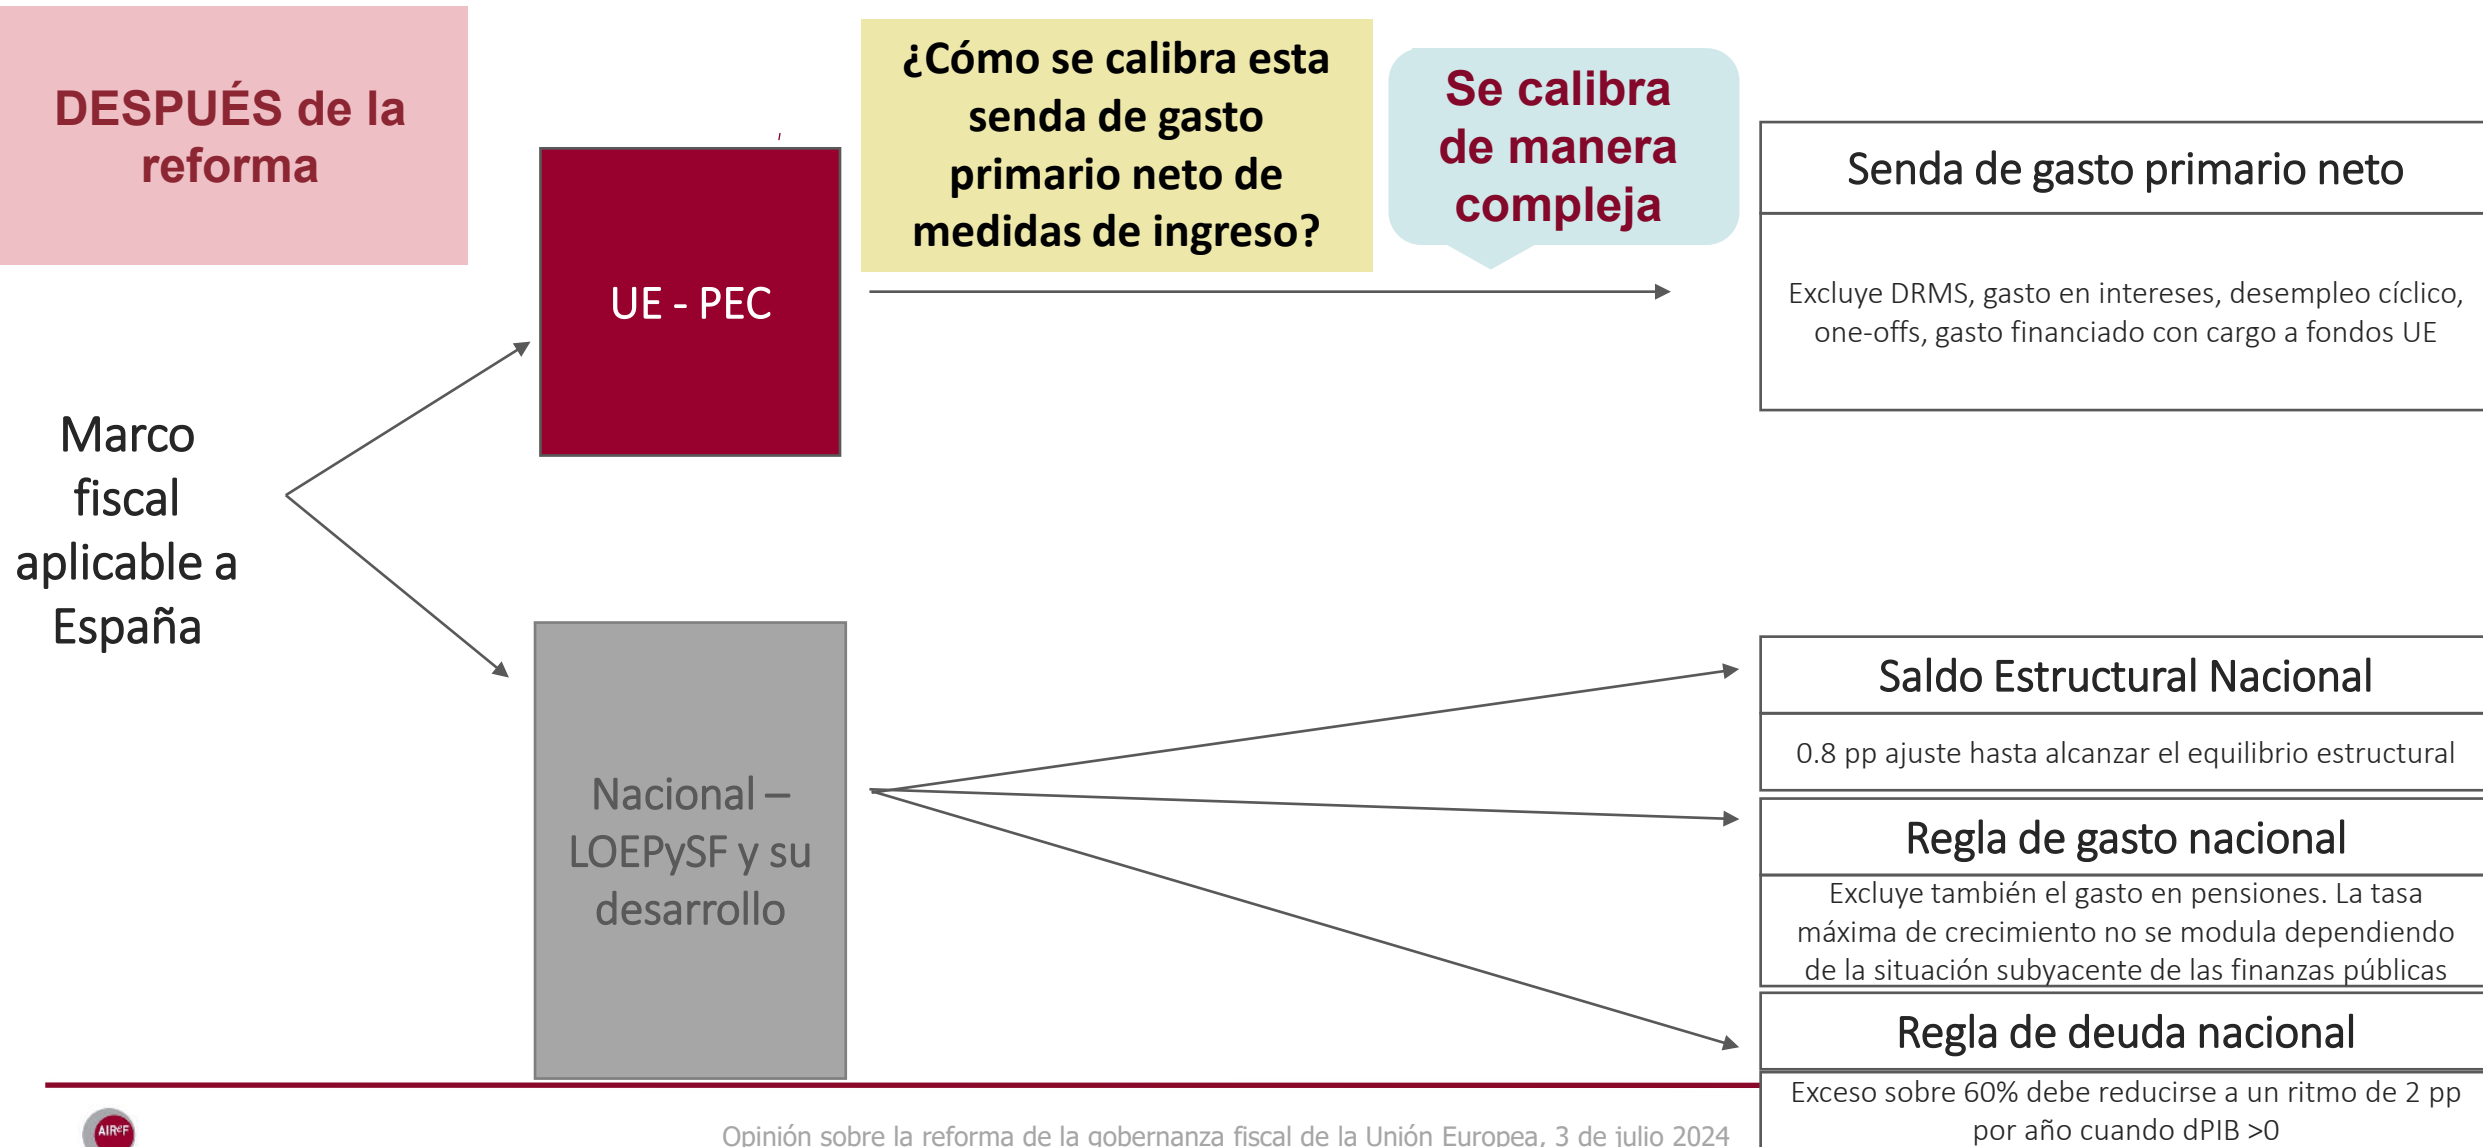 DESPUÉS de la
reforma
¿Cómo se calibra esta
senda de gasto
primario neto de
medidas de ingreso?
Se calibra
de manera
compleja
UE - PEC
Senda de gasto primario neto
Excluye DRMS, gasto en intereses, desempleo cíclico,
one-offs, gasto financiado con cargo a fondos UE
Marco
fiscal
aplicable a
España
Nacional –
LOEPySF y su
desarrollo
Saldo Estructural Nacional
0.8 pp ajuste hasta alcanzar el equilibrio estructural
Regla de gasto nacional
Excluye también el gasto en pensiones. La tasa
máxima de crecimiento no se modula dependiendo
de la situación subyacente de las finanzas públicas
Regla de deuda nacional
Exceso sobre 60% debe reducirse a un ritmo de 2 pp
por año cuando dPIB >0
AIReF
Opinión sobre la reforma de la gobernanza fiscal de la Unión Europea, 3 de julio 2024